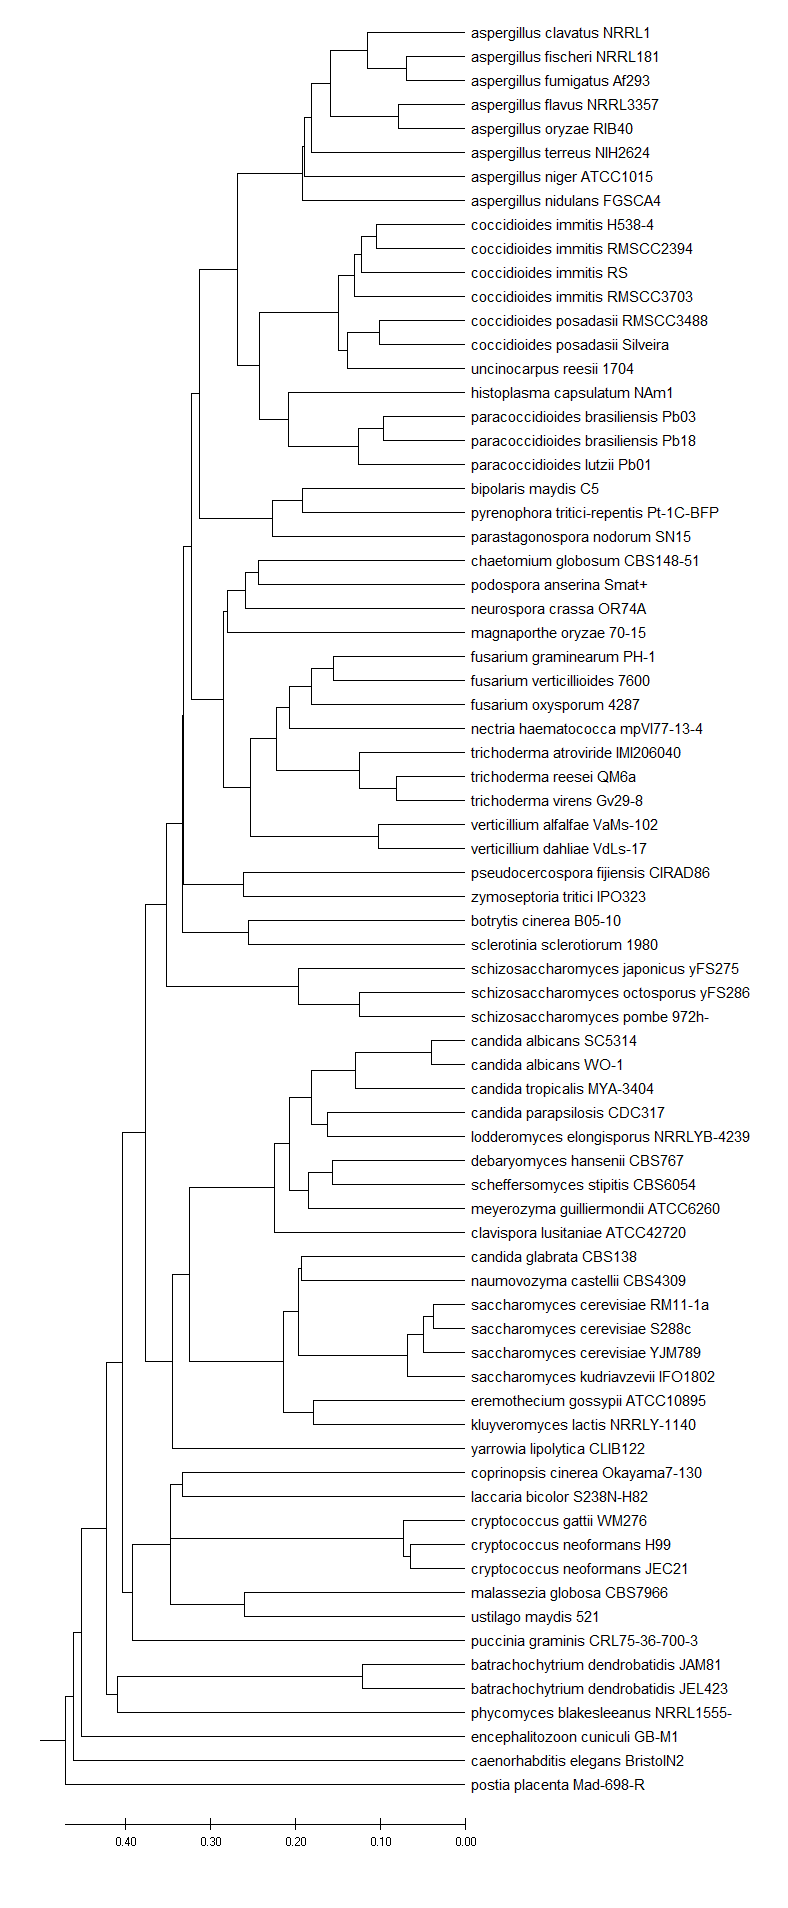 aspergillus clavatus NRRL1
aspergillus fischeri NRRL181
aspergillus fumigatus Af293
aspergillus flavus NRRL3357
aspergillus oryzae RIB40
aspergillus terreus NIH2624
aspergillus niger ATCC1015
aspergillus nidulans FGSCA4
coccidioides immitis H538-4
coccidioides immitis RMSCC2394
coccidioides immitis RS
coccidioides immitis RMSCC3703
coccidioides posadasii RMSCC3488
coccidioides posadasii Silveira
uncinocarpus reesii 1704
histoplasma capsulatum NAm1
paracoccidioides brasiliensis Pb03
paracoccidioides brasiliensis Pb18
paracoccidioides lutzii Pb01
bipolaris maydis C5
pyrenophora tritici-repentis Pt-1C-BFP
parastagonospora nodorum SN15
chaetomium globosum CBS148-51
podospora anserina Smat+
neurospora crassa OR74A
magnaporthe oryzae 70-15
fusarium graminearum PH-1
fusarium verticillioides 7600
fusarium oxysporum 4287
nectria haematococca mpVI77-13-4
trichoderma atroviride IMI206040
trichoderma reesei QM6a
trichoderma virens Gv29-8
verticillium alfalfae VaMs-102
verticillium dahliae VdLs-17
pseudocercospora fijiensis CIRAD86
zymoseptoria tritici IPO323
botrytis cinerea B05-10
sclerotinia sclerotiorum 1980
schizosaccharomyces japonicus yFS275
schizosaccharomyces octosporus yFS286
schizosaccharomyces pombe 972h-
candida albicans SC5314
candida albicans WO-1
candida tropicalis MYA-3404
candida parapsilosis CDC317
lodderomyces elongisporus NRRLYB-4239
debaryomyces hansenii CBS767
scheffersomyces stipitis CBS6054
meyerozyma guilliermondii ATCC6260
clavispora lusitaniae ATCC42720
candida glabrata CBS138
naumovozyma castellii CBS4309
saccharomyces cerevisiae RM11-1a
saccharomyces cerevisiae S288c
saccharomyces cerevisiae YJM789
saccharomyces kudriavzevii IFO1802
eremothecium gossypii ATCC10895
kluyveromyces lactis NRRLY-1140
yarrowia lipolytica CLIB122
coprinopsis cinerea Okayama7-130
laccaria bicolor S238N-H82
cryptococcus gattii WM276
cryptococcus neoformans H99
cryptococcus neoformans JEC21
malassezia globosa CBS7966
ustilago maydis 521
puccinia graminis CRL75-36-700-3
batrachochytrium dendrobatidis JAM81
batrachochytrium dendrobatidis JEL423
phycomyces blakesleeanus NRRL1555-
encephalitozoon cuniculi GB-M1
caenorhabditis elegans BristolN2
postia placenta Mad-698-R
0.40 0.30 0.20 0.10 0.00